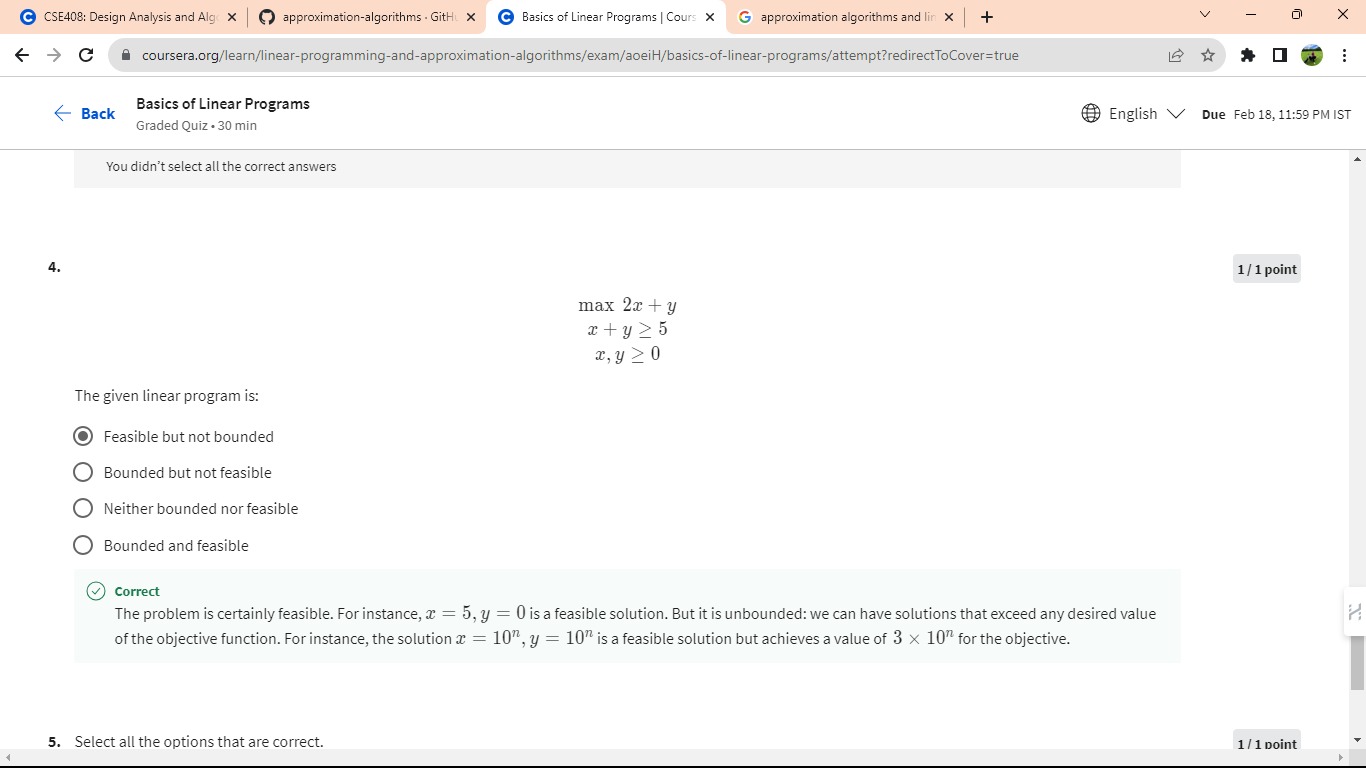 CSE408: Design Analysis and Alg
approximation-algorithms · GitHu
Basics of Linear Programs | Cours
approximation algorithms and lin
coursera.org/learn/linear-programming-and-approximation-algorithms/exam/aoeiH/basics-of-linear-programs/attempt?redirectToCover=true
Back
Basics of Linear Programs
Graded Quiz • 30 min
English
Due Feb 18, 11:59 PM IST
You didn't select all the correct answers
4.
1 / 1 point
max 2x + y
x + y ≥ 5
x, y ≥ 0
The given linear program is:
Feasible but not bounded
Bounded but not feasible
Neither bounded nor feasible
Bounded and feasible
Correct
The problem is certainly feasible. For instance, x = 5, y = 0 is a feasible solution. But it is unbounded: we can have solutions that exceed any desired value
of the objective function. For instance, the solution x = 10ⁿ, y = 10ⁿ is a feasible solution but achieves a value of 3 × 10ⁿ for the objective.
5. Select all the options that are correct.
1 / 1 point